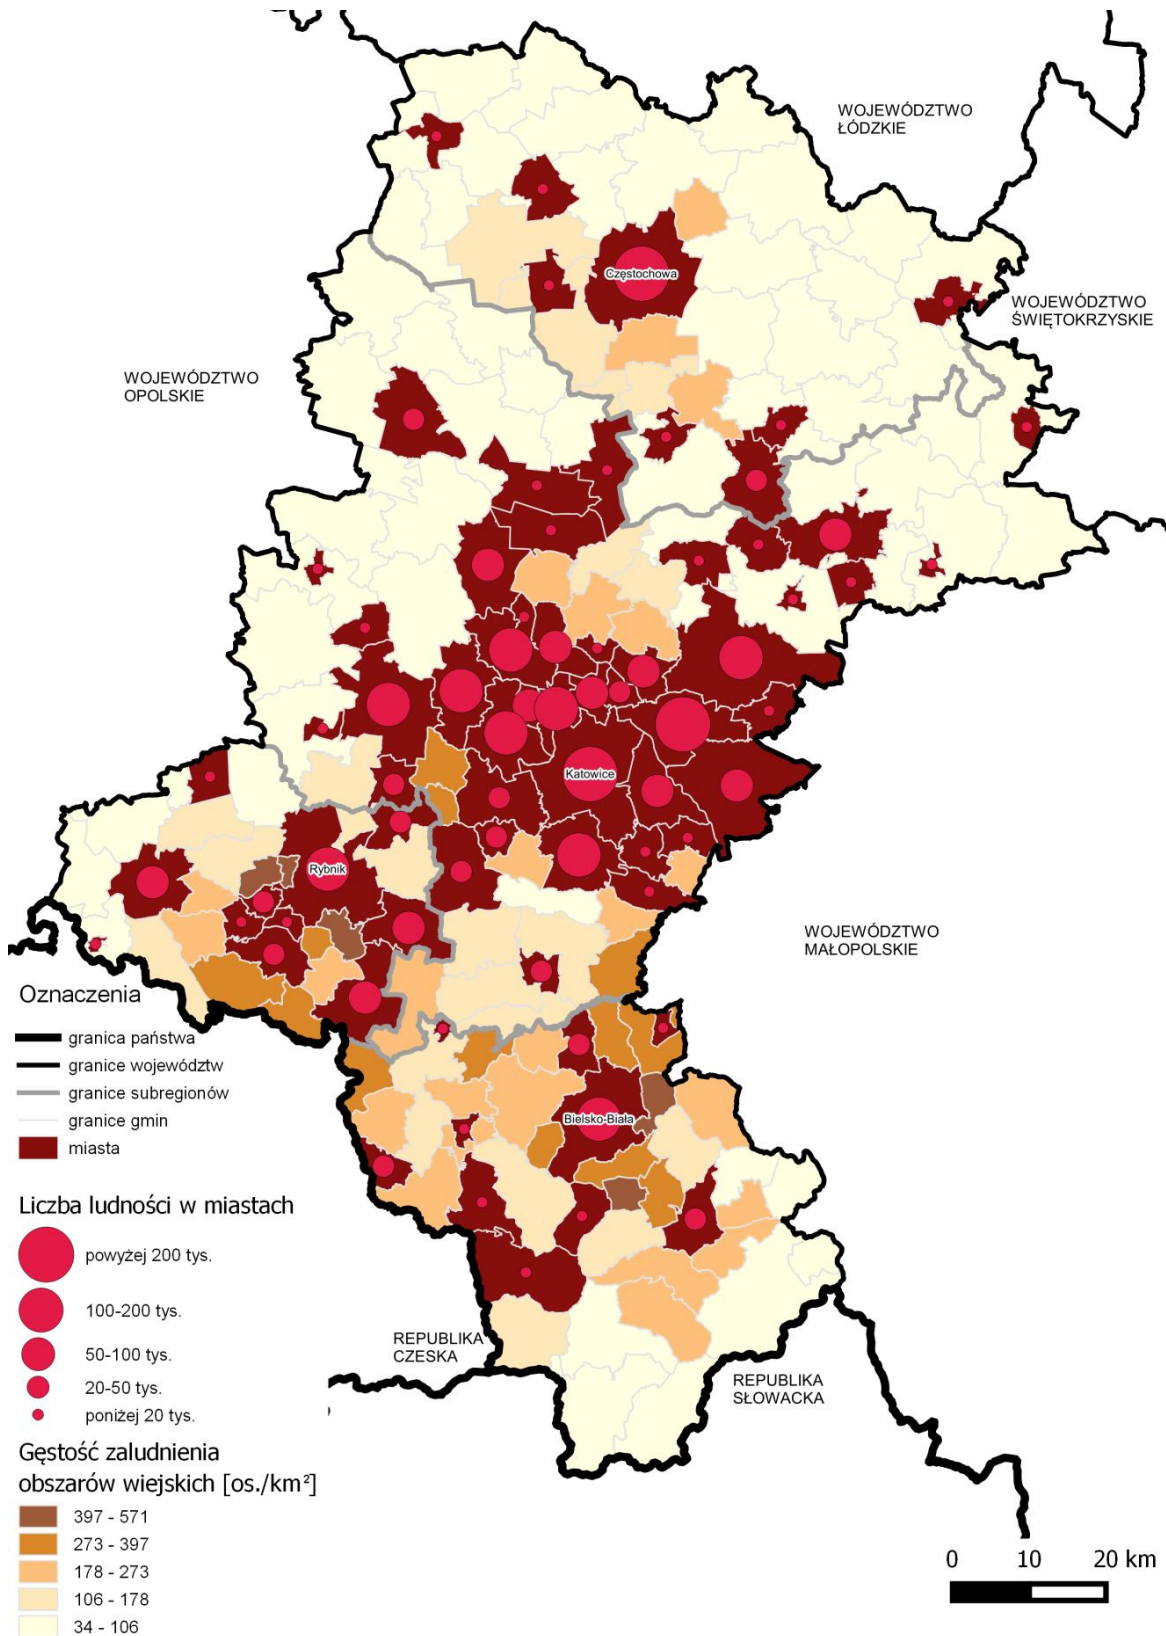 WOJEWÓDZTWO
ŁÓDZKIE
Częstochowa
WOJEWÓDZTWO
ŚWIĘTOKRZYSKIE
WOJEWÓDZTWO
OPOLSKIE
Katowice
Rybnik
WOJEWÓDZTWO
MAŁOPOLSKIE
Bielsko-Biała
REPUBLIKA
CZESKA
REPUBLIKA
SŁOWACKA
Oznaczenia
granica państwa
granice województw
granice subregionów
granice gmin
miasta
Liczba ludności w miastach
powyżej 200 tys.
100-200 tys.
50-100 tys.
20-50 tys.
poniżej 20 tys.
Gęstość zaludnienia
obszarów wiejskich [os./km²]
397 - 571
273 - 397
178 - 273
106 - 178
34 - 106
0 10 20 km